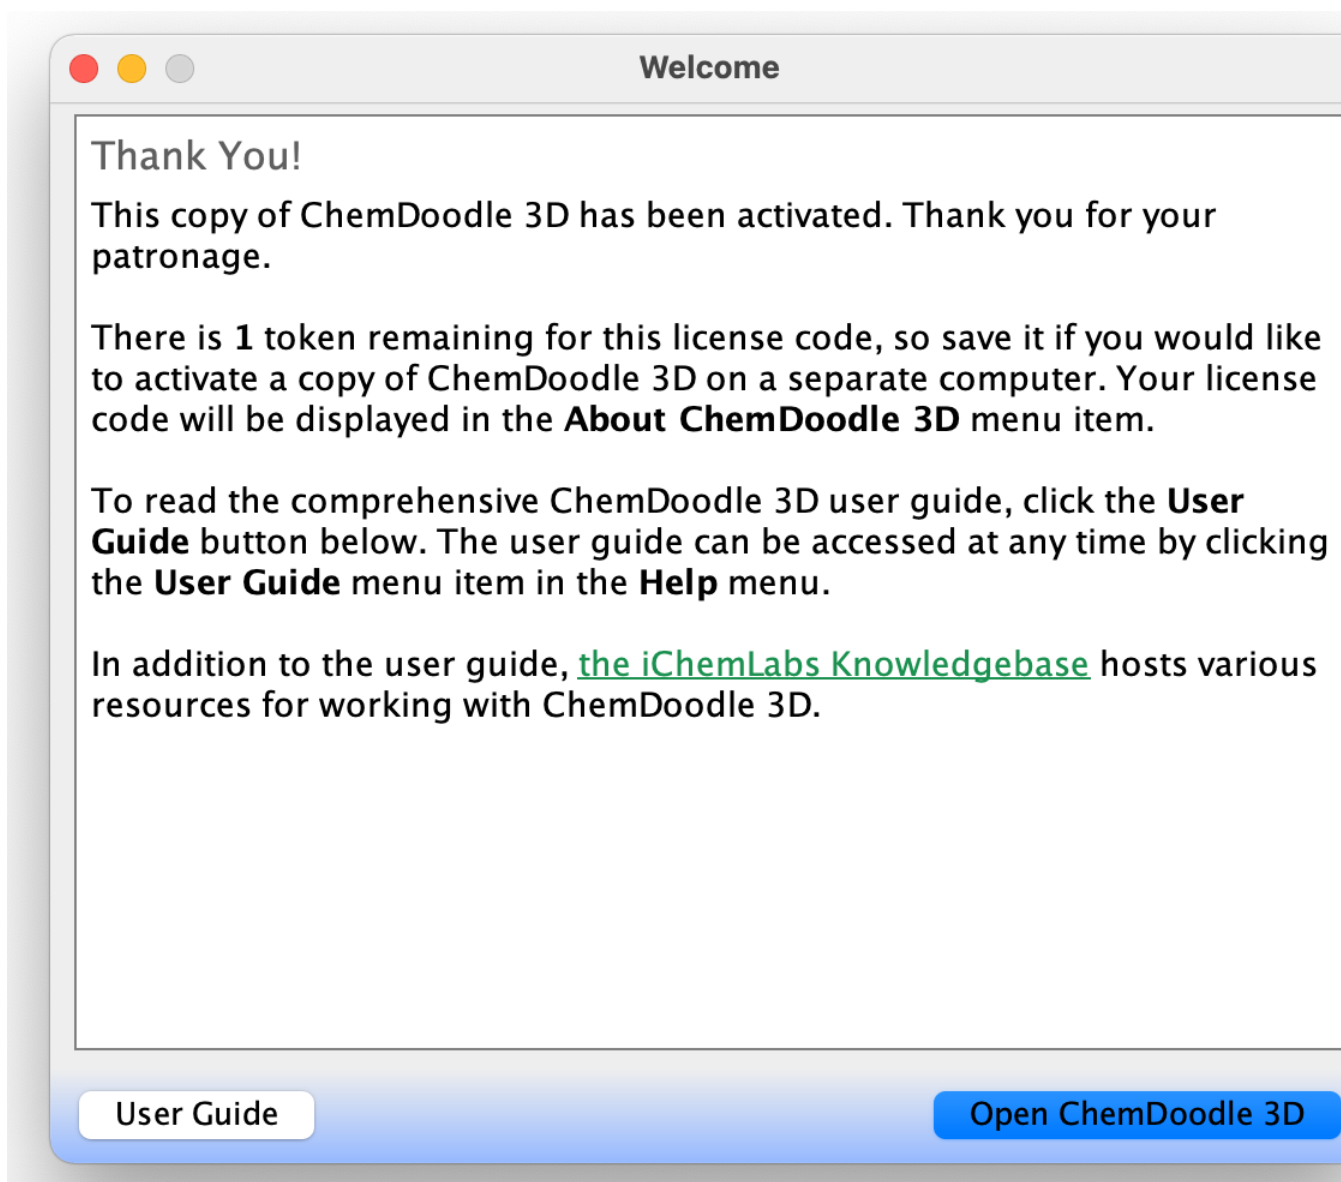 Welcome
Thank You!
This copy of ChemDoodle 3D has been activated. Thank you for your
patronage.
There is 1 token remaining for this license code, so save it if you would like
to activate a copy of ChemDoodle 3D on a separate computer. Your license
code will be displayed in the About ChemDoodle 3D menu item.
To read the comprehensive ChemDoodle 3D user guide, click the User
Guide button below. The user guide can be accessed at any time by clicking
the User Guide menu item in the Help menu.
In addition to the user guide, the iChemLabs Knowledgebase hosts various
resources for working with ChemDoodle 3D.
User Guide
Open ChemDoodle 3D